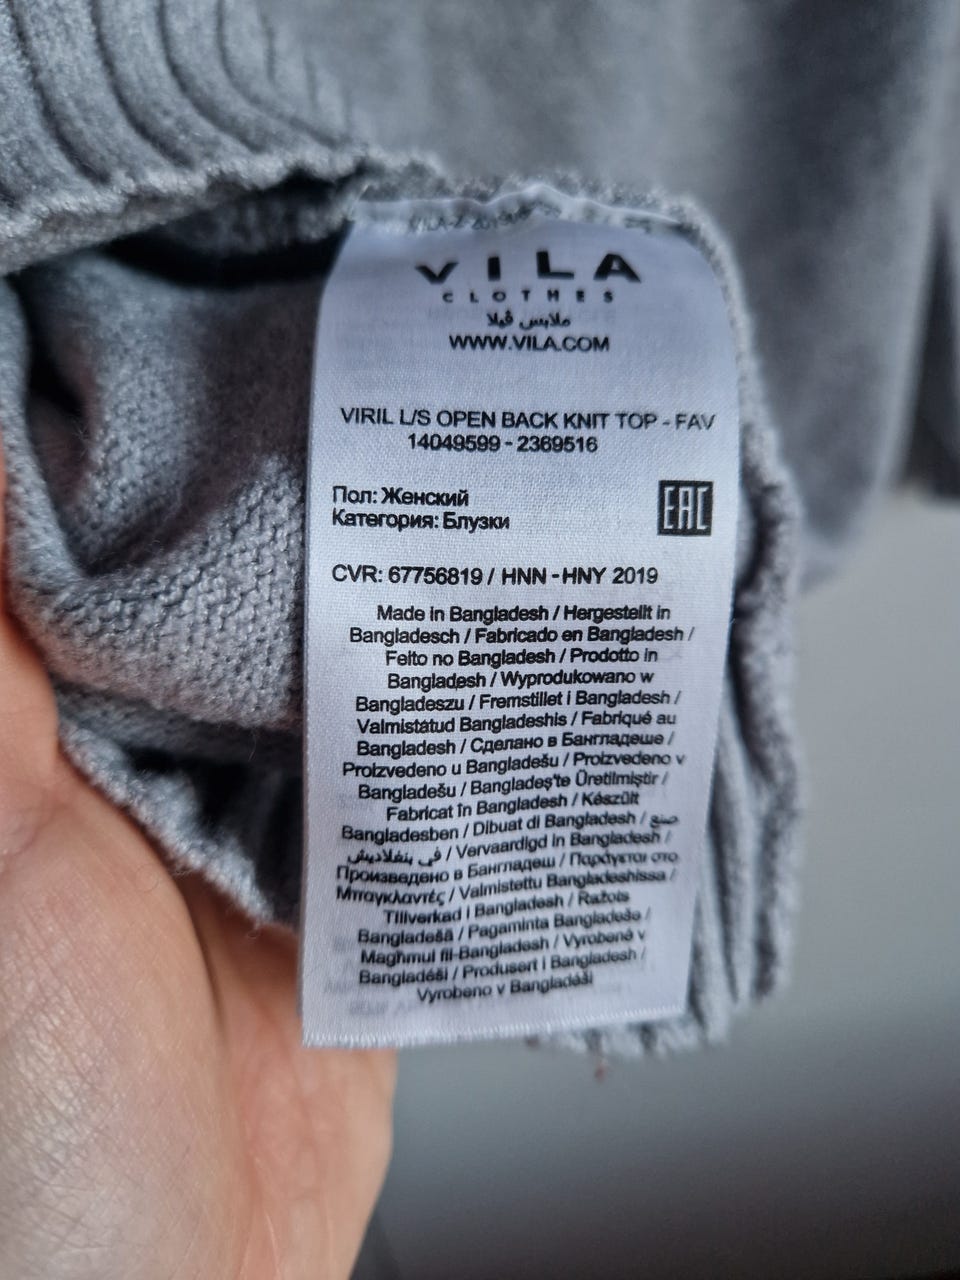 VILA
CLOTHES
ملابس ڤيلا
WWW.VILA.COM
VIRIL L/S OPEN BACK KNIT TOP - FAV
14049599 - 2369516
Пол: Женский
Категория: Блузки
EAC
CVR: 67756819 / HNN - HNY 2019
Made in Bangladesh / Hergestellt in
Bangladesch / Fabricado en Bangladesh /
Feito no Bangladesh / Prodotto in
Bangladesh / Wyprodukowano w
Bangladeszu / Fremstillet i Bangladesh /
Valmistatud Bangladeshis / Fabriqué au
Bangladesh / Сделано в Бангладеше /
Proizvedeno u Bangladešu / Proizvedeno v
Bangladešu / Bangladeş'te Üretilmiştir /
Fabricat în Bangladesh / Készült
Bangladesben / Dibuat di Bangladesh / صنع
في بنغلاديش / Vervaardigd in Bangladesh /
Произведено в Бангладеш / Παράγεται στο
Μπαγκλαντές / Valmistettu Bangladeshissa /
Tillverkad i Bangladesh / Ražots
Bangladešā / Pagaminta Bangladeše /
Magħmul fil-Bangladesh / Vyrobené v
Bangladéši / Produsert i Bangladesh /
Vyrobeno v Bangladéši